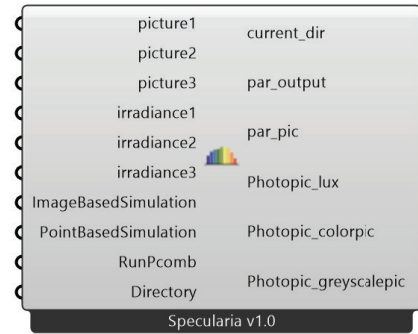 picture1
picture2
picture3
irradiance1
irradiance2
irradiance3
ImageBasedSimulation
PointBasedSimulation
RunPcomb
Directory
current_dir
par_output
par_pic
Photopic_lux
Photopic_colorpic
Photopic_greyscalepic
Specularia v1.0